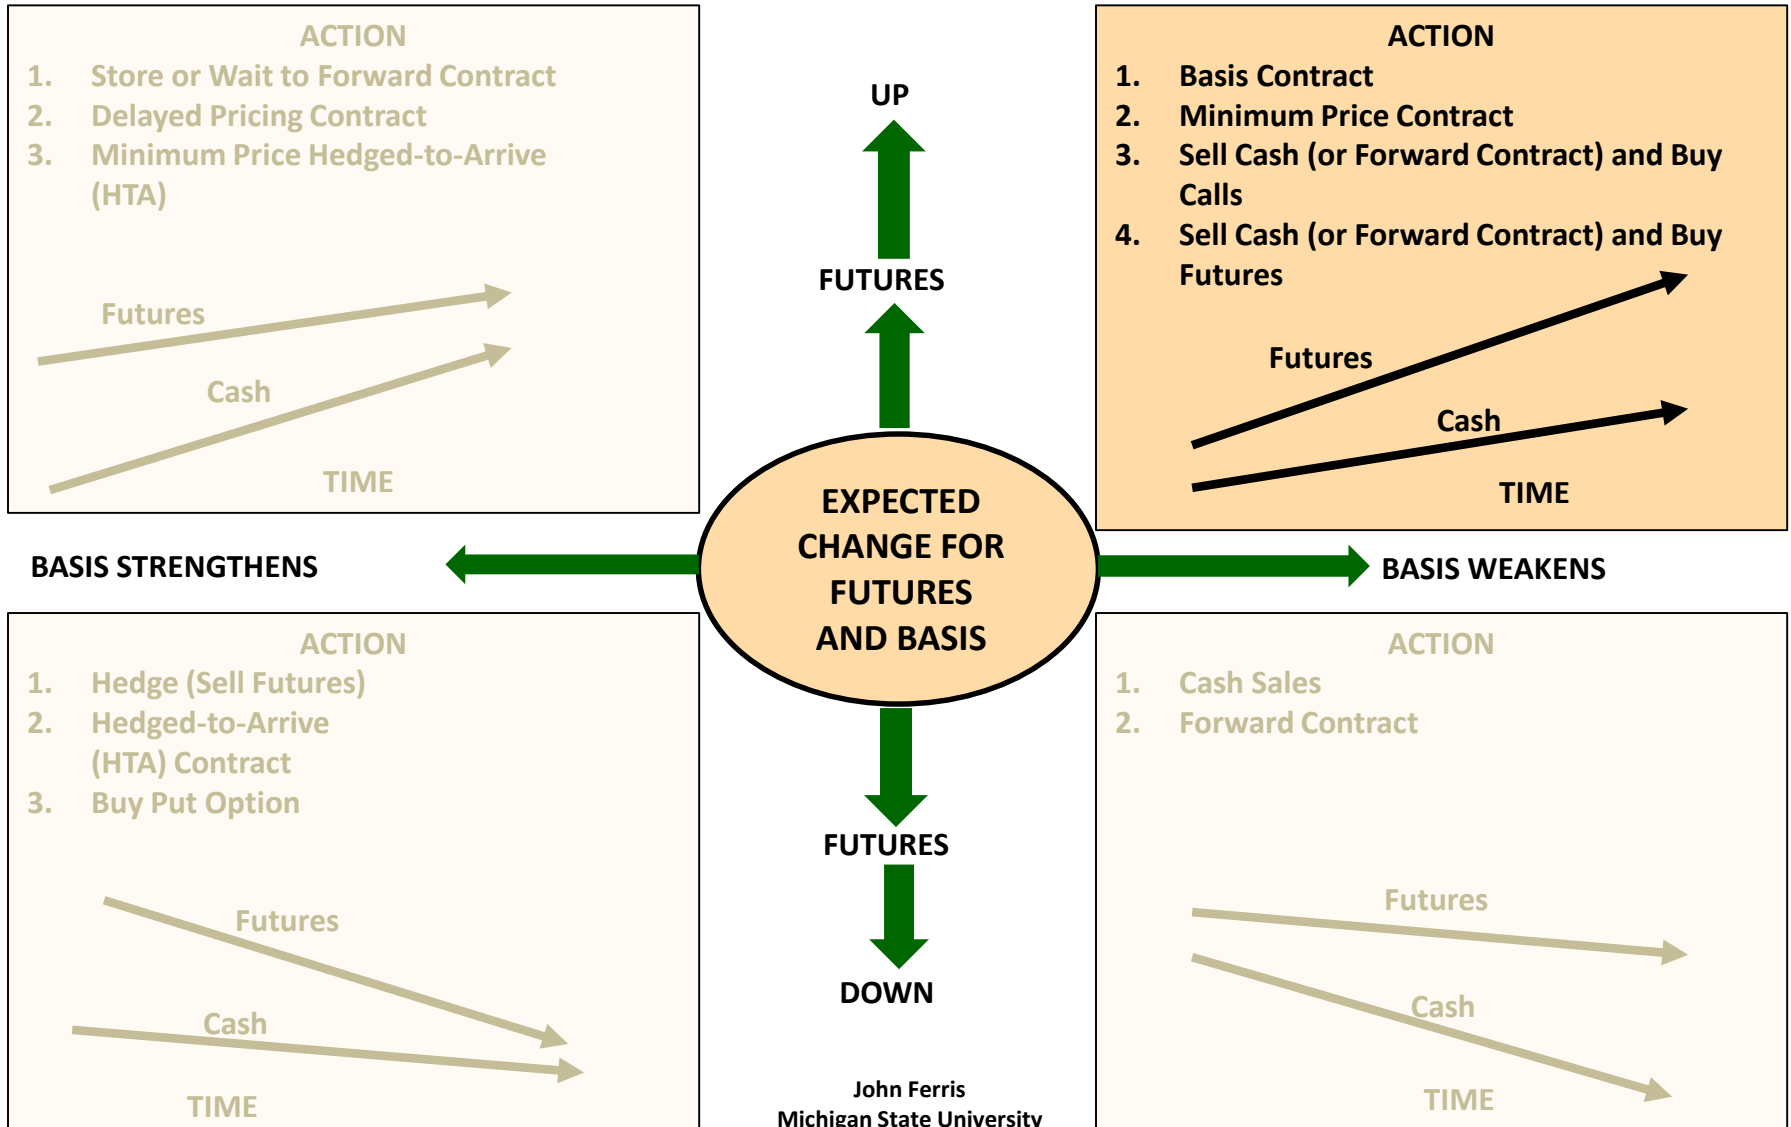 ACTION
1. Store or Wait to Forward Contract
2. Delayed Pricing Contract
3. Minimum Price Hedged-to-Arrive
(HTA)
Futures
Cash
TIME
UP
FUTURES
ACTION
1. Basis Contract
2. Minimum Price Contract
3. Sell Cash (or Forward Contract) and Buy
Calls
4. Sell Cash (or Forward Contract) and Buy
Futures
Futures
Cash
TIME
BASIS STRENGTHENS
EXPECTED
CHANGE FOR
FUTURES
AND BASIS
BASIS WEAKENS
ACTION
1. Hedge (Sell Futures)
2. Hedged-to-Arrive
(HTA) Contract
3. Buy Put Option
Futures
Cash
TIME
FUTURES
DOWN
John Ferris
Michigan State University
ACTION
1. Cash Sales
2. Forward Contract
Futures
Cash
TIME